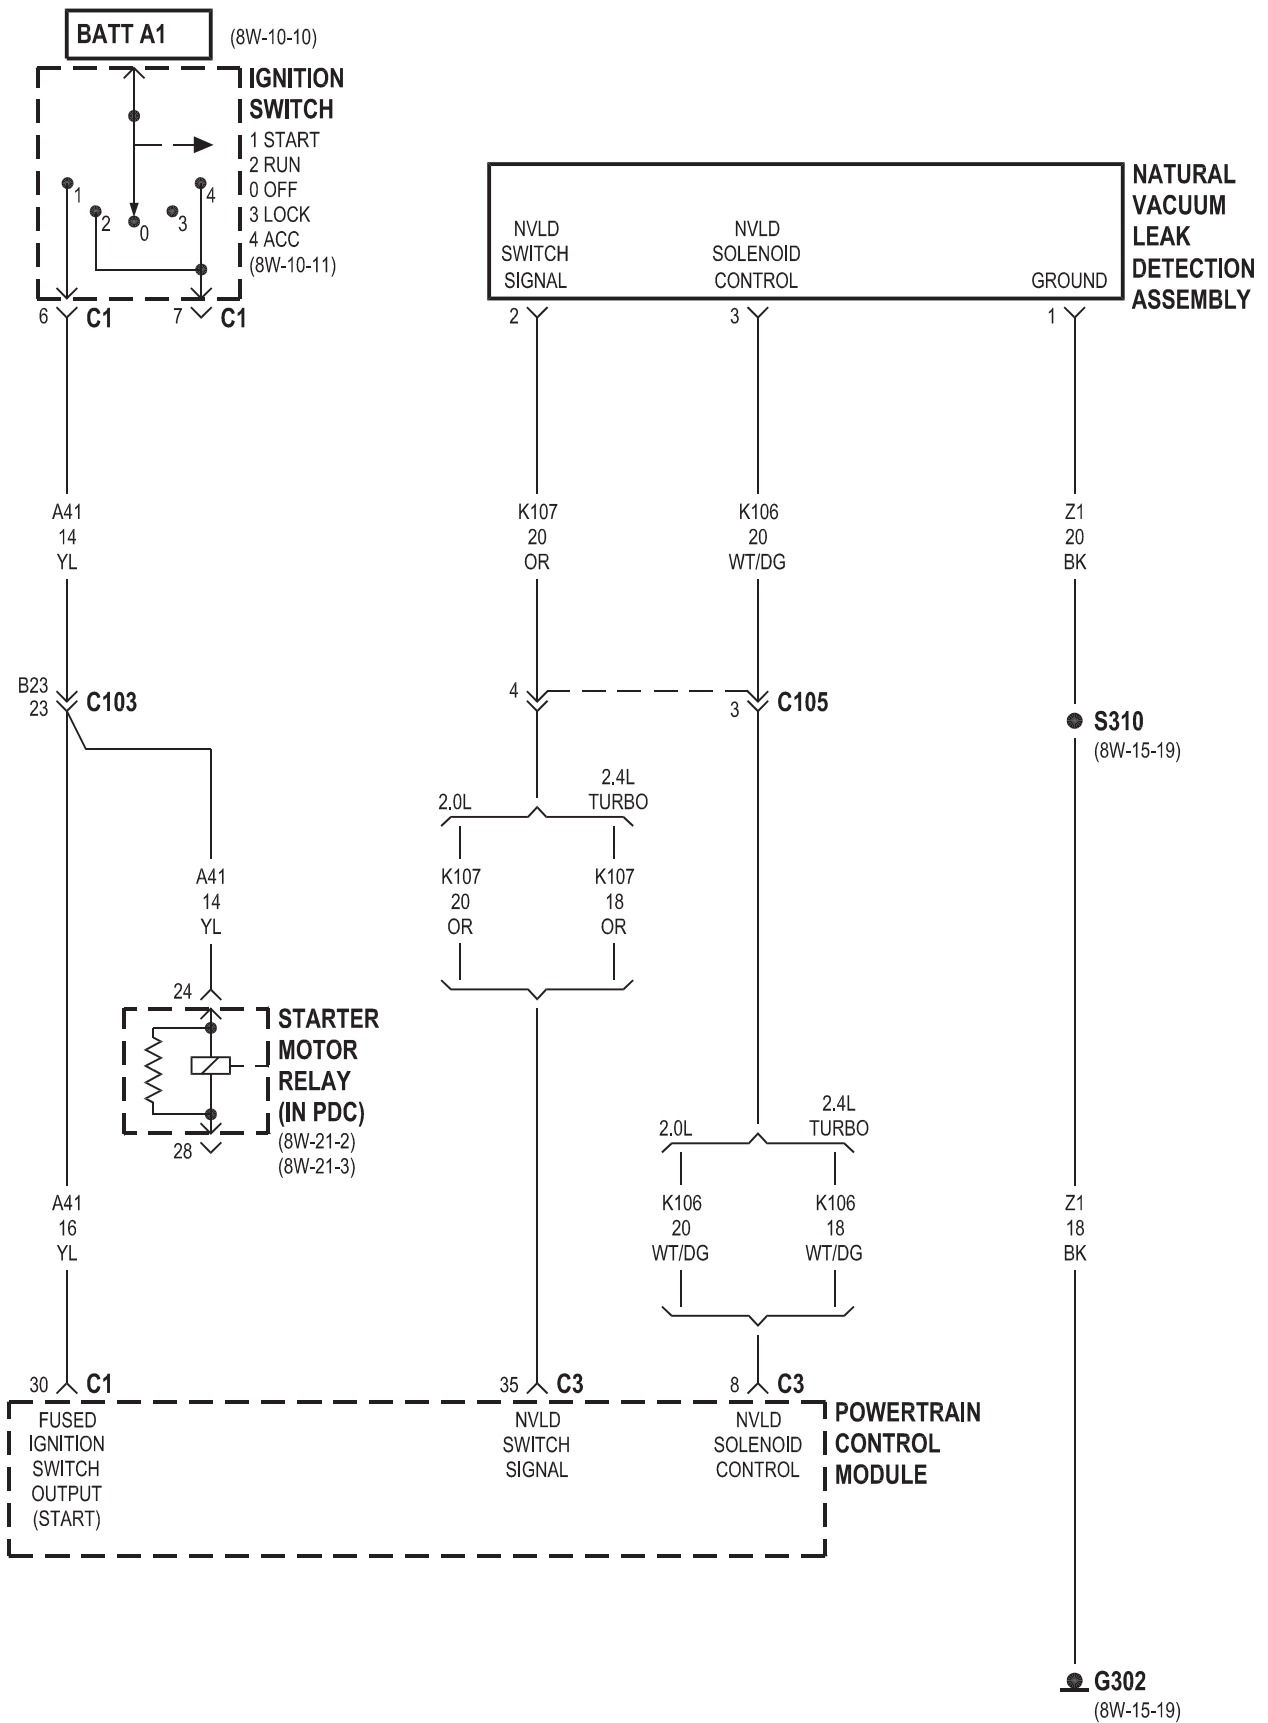 BATT A1
(8W-10-10)
IGNITION
SWITCH
1 START
2 RUN
0 OFF
3 LOCK
4 ACC
(8W-10-11)
1
2
0
3
4
6
C1
7
C1
NATURAL
VACUUM
LEAK
DETECTION
ASSEMBLY
NVLD
SWITCH
SIGNAL
NVLD
SOLENOID
CONTROL
GROUND
2
3
1
A41
14
YL
K107
20
OR
K106
20
WT/DG
Z1
20
BK
B23
23
C103
4
3
C105
S310
(8W-15-19)
2.0L
2.4L
TURBO
A41
14
YL
K107
20
OR
K107
18
OR
24
STARTER
MOTOR
RELAY
(IN PDC)
(8W-21-2)
(8W-21-3)
28
2.0L
2.4L
TURBO
A41
16
YL
K106
20
WT/DG
K106
18
WT/DG
Z1
18
BK
30
C1
35
C3
8
C3
FUSED
IGNITION
SWITCH
OUTPUT
(START)
NVLD
SWITCH
SIGNAL
NVLD
SOLENOID
CONTROL
POWERTRAIN
CONTROL
MODULE
G302
(8W-15-19)